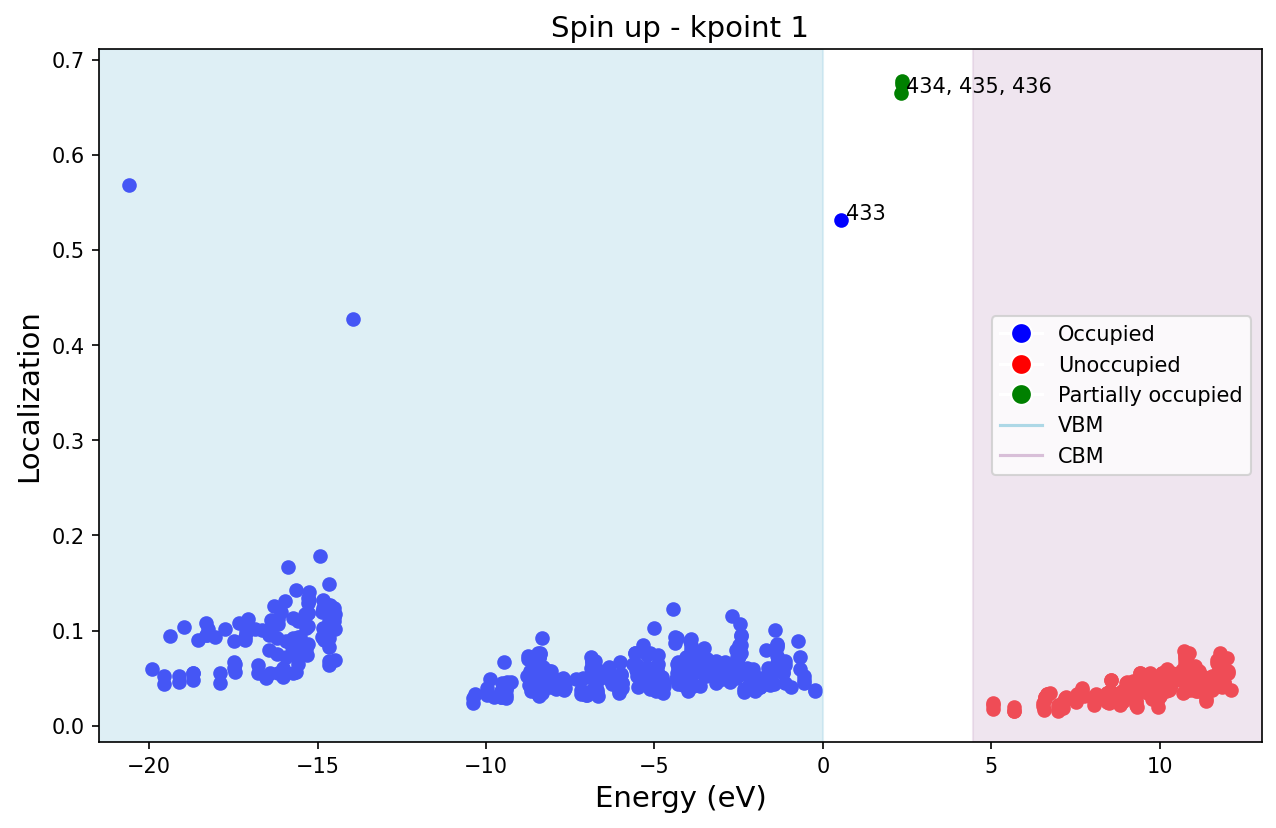 Spin up - kpoint 1
Localization
0.7
0.6
0.5
0.4
0.3
0.2
0.1
0.0
434, 435, 436
433
Occupied
Unoccupied
Partially occupied
VBM
CBM
−20
−15
−10
−5
0
5
10
Energy (eV)